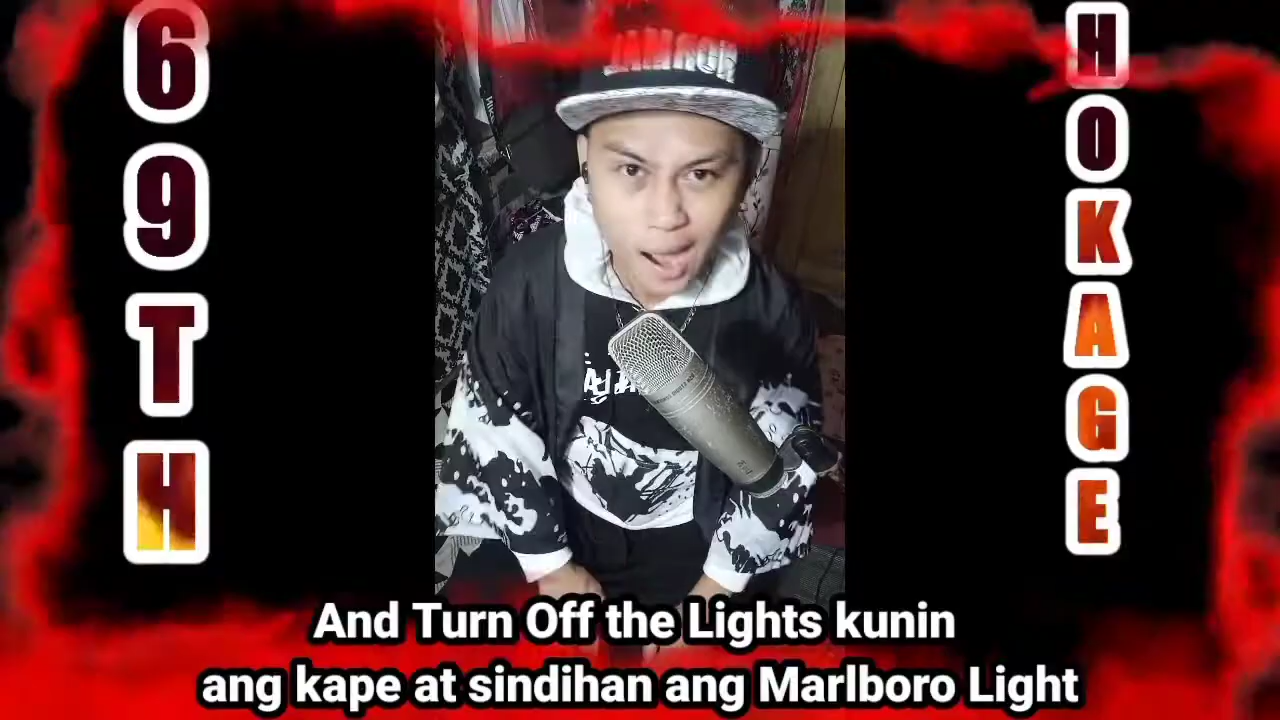 69TH
HOKAGE
And Turn Off the Lights kunin
ang kape at sindihan ang Marlboro Light